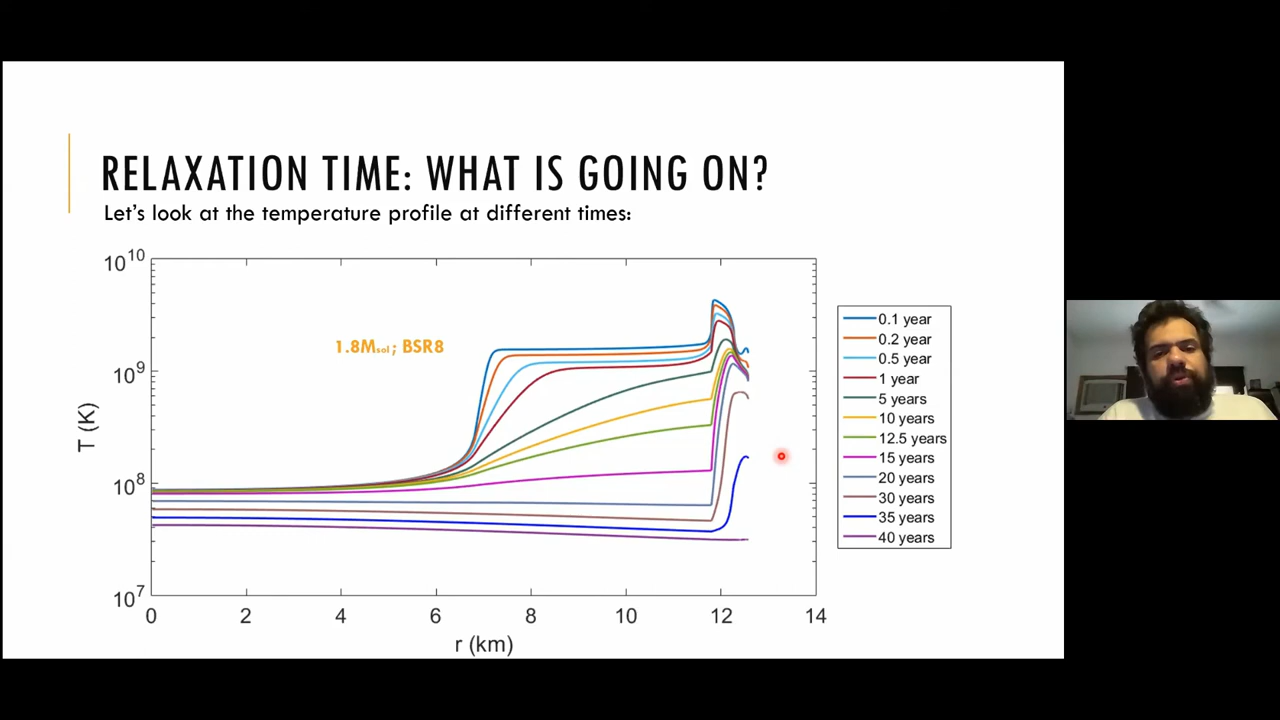 RELAXATION TIME: WHAT IS GOING ON?
Let's look at the temperature profile at different times:
10^10
10^9
10^8
10^7
T (K)
1.8Msol; BSR8
0 2 4 6 8 10 12 14
r (km)
0.1 year
0.2 year
0.5 year
1 year
5 years
10 years
12.5 years
15 years
20 years
30 years
35 years
40 years